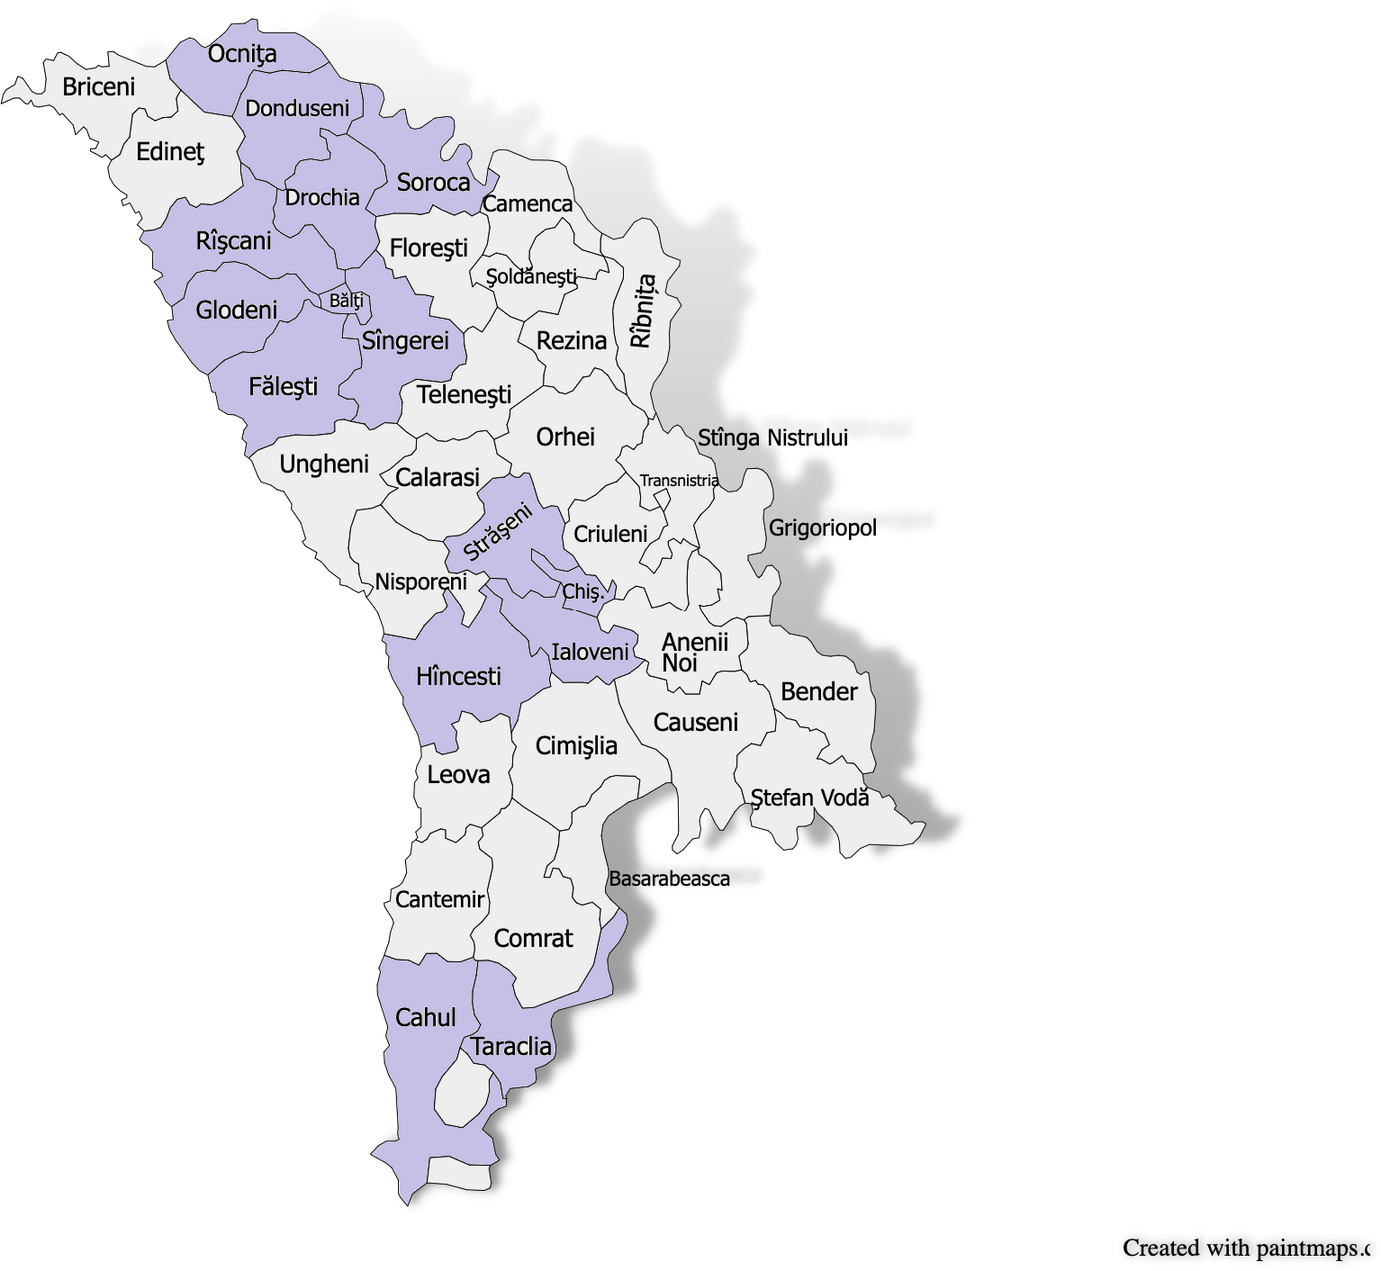 Ocniţa
Briceni
Donduseni
Edineţ
Soroca
Drochia
Camenca
Rîşcani
Floreşti
Şoldăneşti
Bălţi
Glodeni
Rîbnița
Sîngerei
Rezina
Făleşti
Teleneşti
Orhei
Stînga Nistrului
Ungheni
Calarasi
Transnistria
Străşeni
Grigoriopol
Criuleni
Nisporeni
Chiş.
Anenii
Noi
Ialoveni
Hîncesti
Bender
Causeni
Cimişlia
Leova
Ştefan Vodă
Basarabeasca
Cantemir
Comrat
Cahul
Taraclia
Created with paintmaps.c